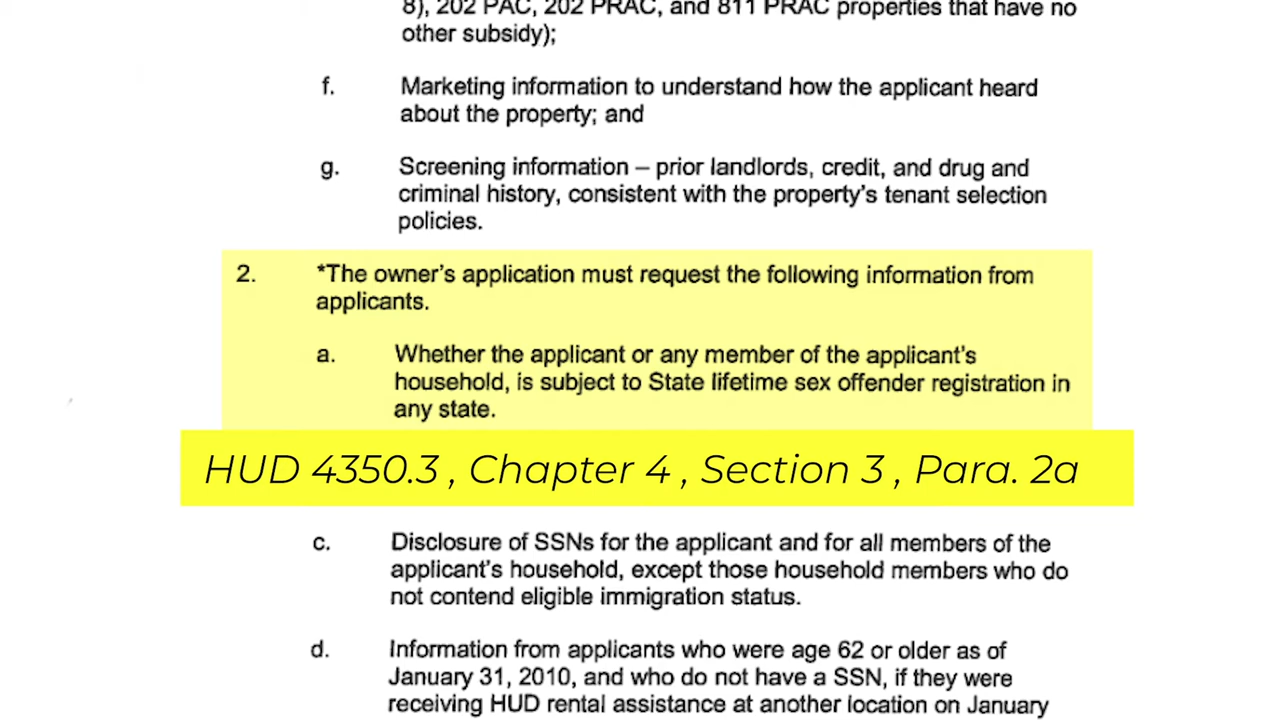 8), 202 PAC, 202 PRAC, and 811 PRAC properties that have no
other subsidy);
f. Marketing information to understand how the applicant heard
about the property; and
g. Screening information – prior landlords, credit, and drug and
criminal history, consistent with the property's tenant selection
policies.
2. *The owner's application must request the following information from
applicants.
a. Whether the applicant or any member of the applicant's
household, is subject to State lifetime sex offender registration in
any state.
HUD 4350.3 , Chapter 4 , Section 3 , Para. 2a
c. Disclosure of SSNs for the applicant and for all members of the
applicant's household, except those household members who do
not contend eligible immigration status.
d. Information from applicants who were age 62 or older as of
January 31, 2010, and who do not have a SSN, if they were
receiving HUD rental assistance at another location on January